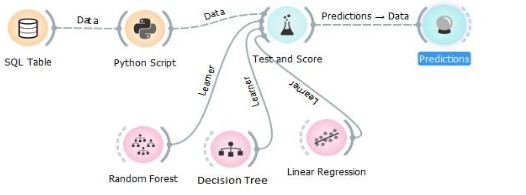 Data
Data
Predictions → Data
SQL Table
Python Script
Test and Score
Predictions
Learner
Learner
Learner
Random Forest
Decision Tree
Linear Regression